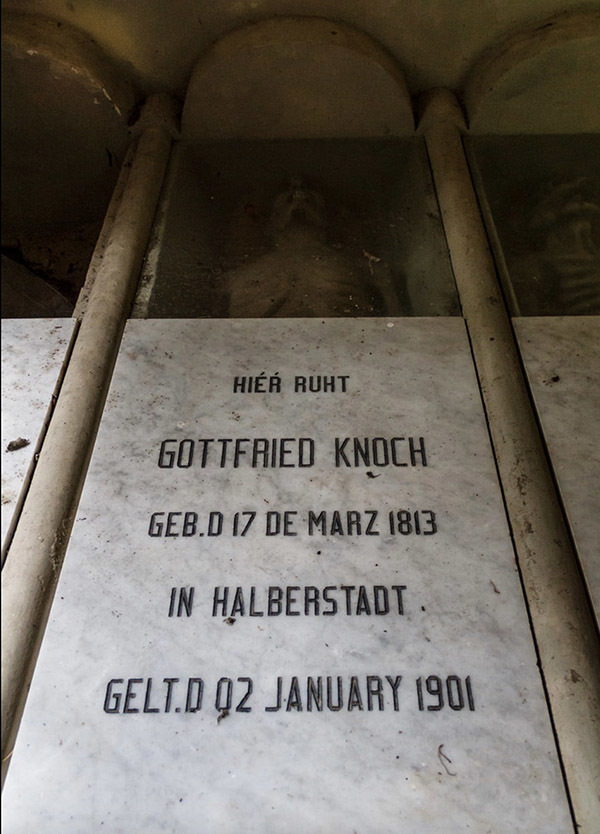 HIÉŔ RUHT
GOTTFRIED KNOCH
GEB.D 17 DE MARZ 1813
IN HALBERSTADT
GELT.D 02 JANUARY 1901